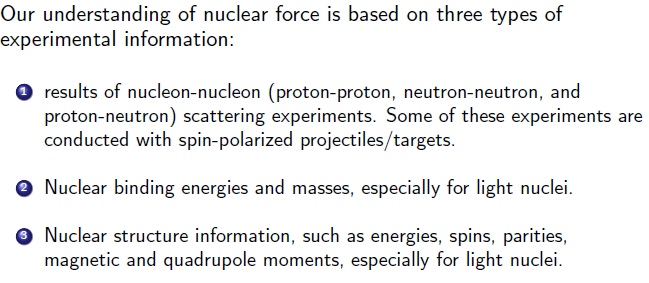 Our understanding of nuclear force is based on three types of
experimental information:
1 results of nucleon-nucleon (proton-proton, neutron-neutron, and
proton-neutron) scattering experiments. Some of these experiments are
conducted with spin-polarized projectiles/targets.
2 Nuclear binding energies and masses, especially for light nuclei.
3 Nuclear structure information, such as energies, spins, parities,
magnetic and quadrupole moments, especially for light nuclei.